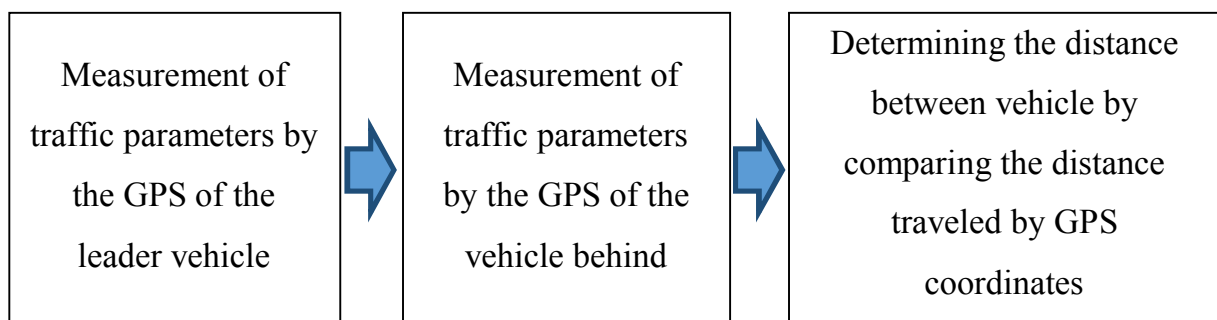 Measurement of
traffic parameters by
the GPS of the
leader vehicle
Measurement of
traffic parameters
by the GPS of the
vehicle behind
Determining the distance
between vehicle by
comparing the distance
traveled by GPS
coordinates